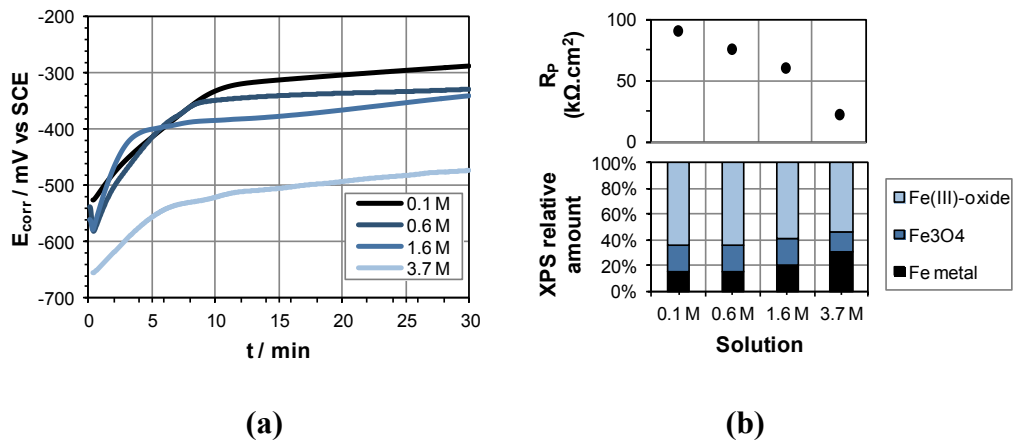 (a)
-200
-300
-400
-500
-600
-700
E_corr / mV vs SCE
0.1 M
0.6 M
1.6 M
3.7 M
0 5 10 15 20 25 30
t / min
(b)
100
50
0
R_P
(kΩ.cm²)
100%
80%
60%
40%
20%
0%
XPS relative
amount
0.1 M 0.6 M 1.6 M 3.7 M
Solution
Fe(III)-oxide
Fe3O4
Fe metal
(a) (b)